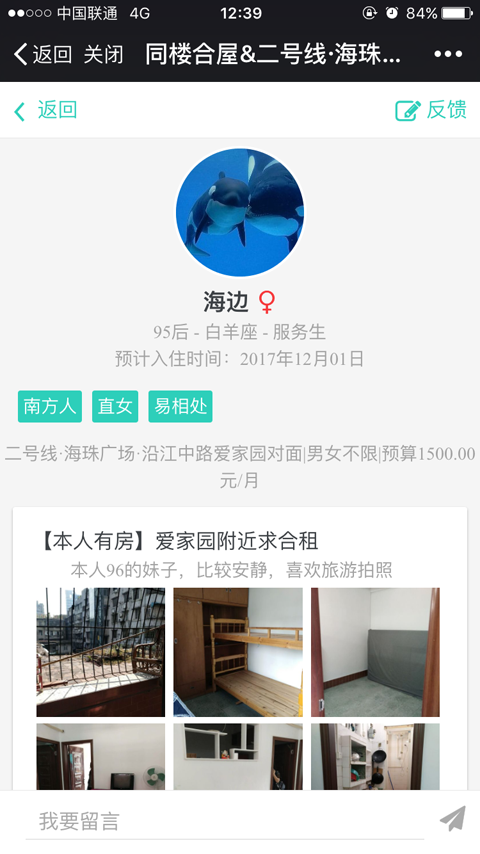 中国联通 4G 12:39 84%
返回 关闭 同楼合屋&二号线·海珠...
返回 反馈
海边
95后 - 白羊座 - 服务生
预计入住时间：2017年12月01日
南方人 直女 易相处
二号线·海珠广场·沿江中路爱家园对面|男女不限|预算1500.00
元/月
【本人有房】爱家园附近求合租
本人96的妹子，比较安静，喜欢旅游拍照
我要留言